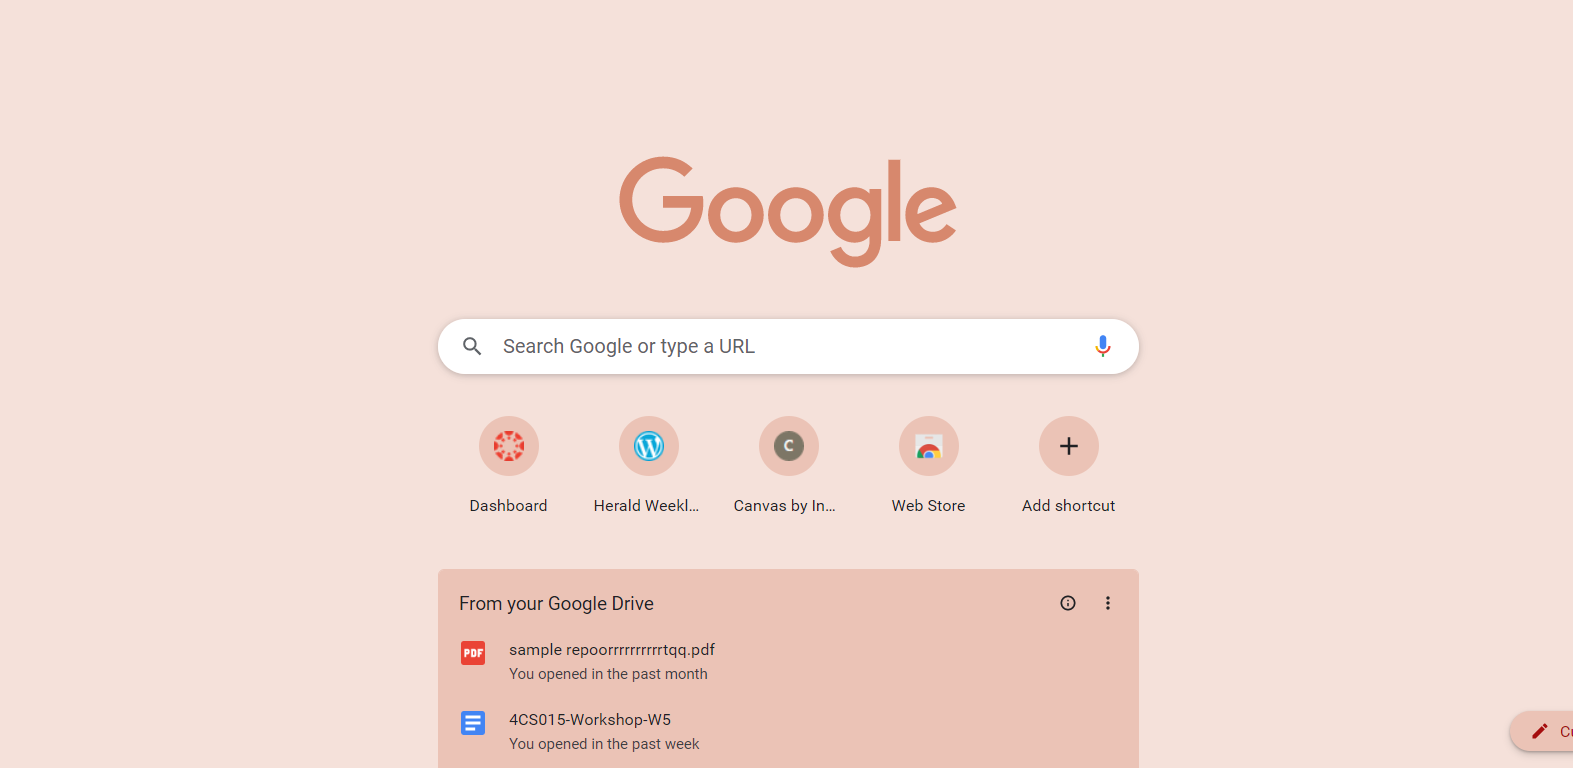 Google
Search Google or type a URL
C
Dashboard
Herald Weekl...
Canvas by In...
Web Store
Add shortcut
From your Google Drive
PDF
sample repoorrrrrrrrrrtqq.pdf
You opened in the past month
4CS015-Workshop-W5
You opened in the past week
Cu